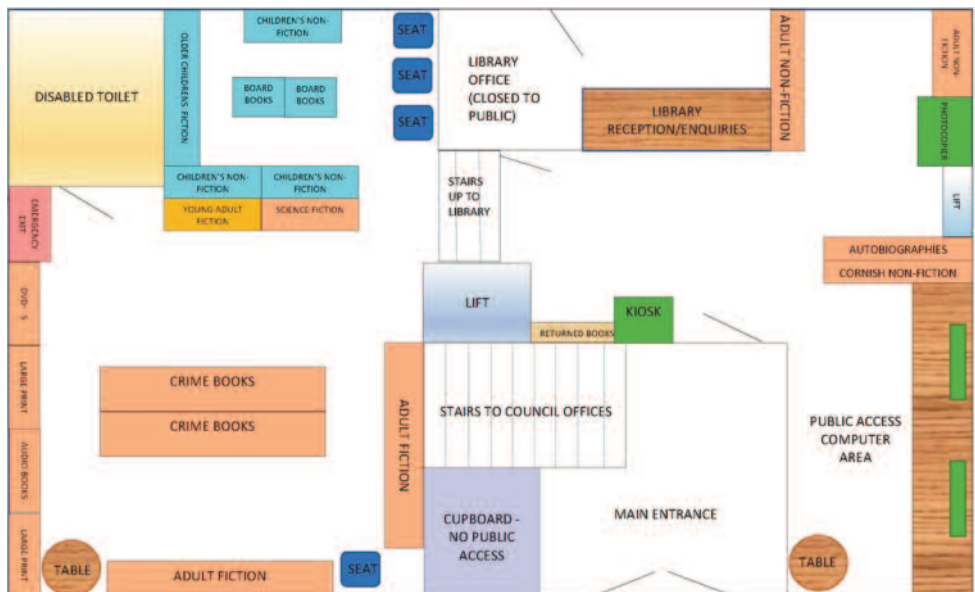 CHILDREN'S NON-
FICTION
SEAT
SEAT
SEAT
OLDER CHILDRENS FICTION
DISABLED TOILET
BOARD
BOOKS
BOARD
BOOKS
LIBRARY
OFFICE
(CLOSED TO
PUBLIC)
LIBRARY
RECEPTION/ENQUIRIES
ADULT NON-FICTION
ADULT NON-
FICTION
PHOTOCOPIER
LIFT
CHILDREN'S NON-
FICTION
CHILDREN'S NON-
FICTION
YOUNG ADULT
FICTION
SCIENCE FICTION
STAIRS
UP TO
LIBRARY
EMERGENCY
EXIT
AUTOBIOGRAPHIES
CORNISH NON-FICTION
DVD- S
LIFT
KIOSK
RETURNED BOOKS
LARGE PRINT
CRIME BOOKS
CRIME BOOKS
ADULT FICTION
STAIRS TO COUNCIL OFFICES
PUBLIC ACCESS
COMPUTER
AREA
AUDIO BOOKS
LARGE PRINT
CUPBOARD -
NO PUBLIC
ACCESS
MAIN ENTRANCE
TABLE
ADULT FICTION
SEAT
TABLE